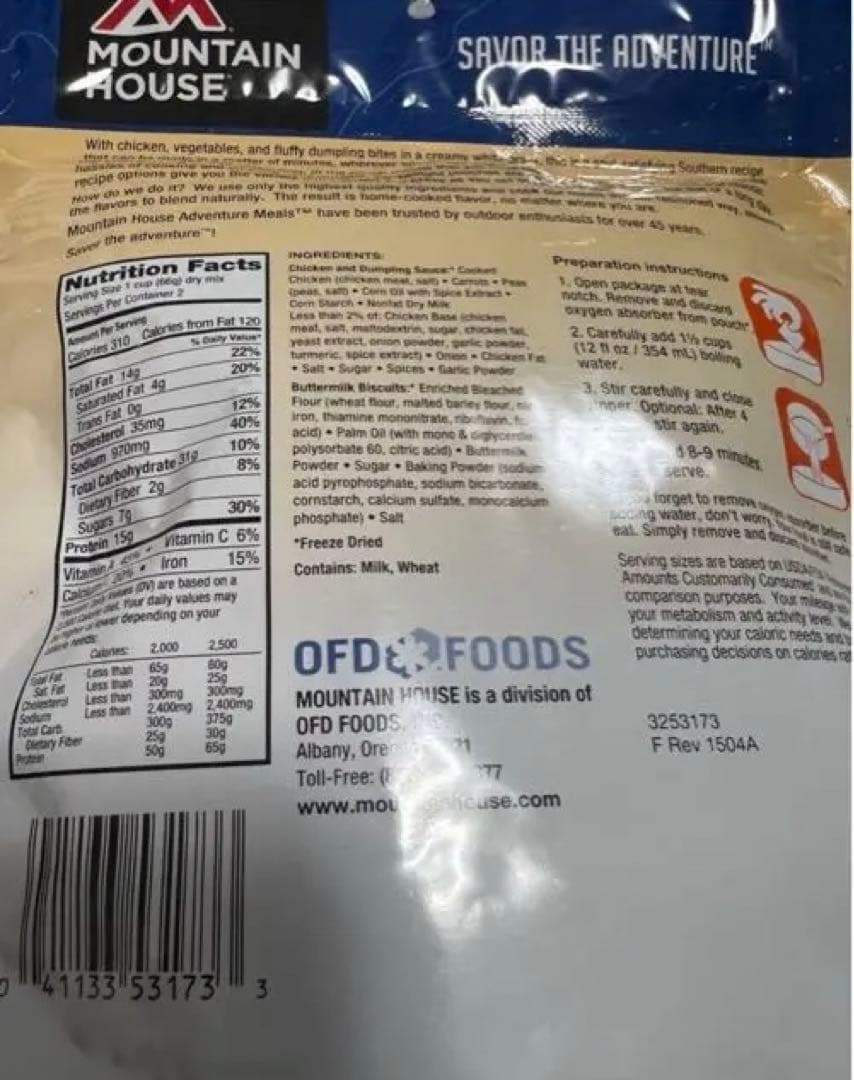 MOUNTAIN
HOUSE
SAVOR THE ADVENTURE™
With chicken, vegetables, and fluffy dumpling bites in a creamy Southern recipe
recipe options give you the
How do we do it? We use only the highest quality ingredients
the flavors to blend naturally. The result is home-cooked flavor, no matter where you are.
Mountain House Adventure Meals™ have been trusted by outdoor enthusiasts for over 45 years.
Savor the adventure™!
Nutrition Facts
Serving Size 1 cup (66g) dry mix
Servings Per Container 2
Amount Per Serving
Calories 310 Calories from Fat 120
% Daily Value*
Total Fat 14g 22%
Saturated Fat 4g 20%
Trans Fat 0g
Cholesterol 35mg 12%
Sodium 970mg 40%
Total Carbohydrate 31g 10%
Dietary Fiber 2g 8%
Sugars 7g
Protein 15g 30%
Vitamin A 45% • Vitamin C 6%
20% • Iron 15%
(DV) are based on a
Your daily values may
lower depending on your
needs:
Calories: 2,000 2,500
Total Fat Less than 65g 80g
Sat. Fat Less than 20g 25g
Cholesterol Less than 300mg 300mg
Sodium Less than 2,400mg 2,400mg
Total Carb 300g 375g
Dietary Fiber 25g 30g
Protein 50g 65g
INGREDIENTS:
Chicken and Dumpling Sauce:* Cooked
Chicken (chicken meat, salt) • Carrots • Peas
(peas, salt) • Corn Oil with Spice Extract •
Corn Starch • Nonfat Dry Milk
Less than 2% of: Chicken Base (chicken
meat, salt, maltodextrin, sugar, chicken fat,
yeast extract, onion powder, garlic powder,
turmeric, spice extract) • Onion • Chicken Fat
• Salt • Sugar • Spices • Garlic Powder
Buttermilk Biscuits:* Enriched Bleached
Flour (wheat flour, malted barley flour,
iron, thiamine mononitrate, riboflavin,
acid) • Palm Oil (with mono & diglyceride
polysorbate 60, citric acid) • Buttermilk
Powder • Sugar • Baking Powder (sodium
acid pyrophosphate, sodium bicarbonate,
cornstarch, calcium sulfate, monocalcium
phosphate) • Salt
*Freeze Dried
Contains: Milk, Wheat
Preparation instructions
1. Open package at tear
notch. Remove and discard
oxygen absorber from pouch
2. Carefully add 1½ cups
(12 fl oz / 354 mL) boiling
water.
3. Stir carefully and close
Optional: After 4
stir again.
8-9 minutes
serve.
forget to remove
water, don't worry
eat. Simply remove and discard
Serving sizes are based on USDA
Amounts Customarily Consumed
comparison purposes. Your mileage
your metabolism and activity level.
determining your caloric needs and
purchasing decisions on calories
OFD FOODS
MOUNTAIN HOUSE is a division of
OFD FOODS,
Albany,
Toll-Free:
3253173
F Rev 1504A
0 41133 53173 3